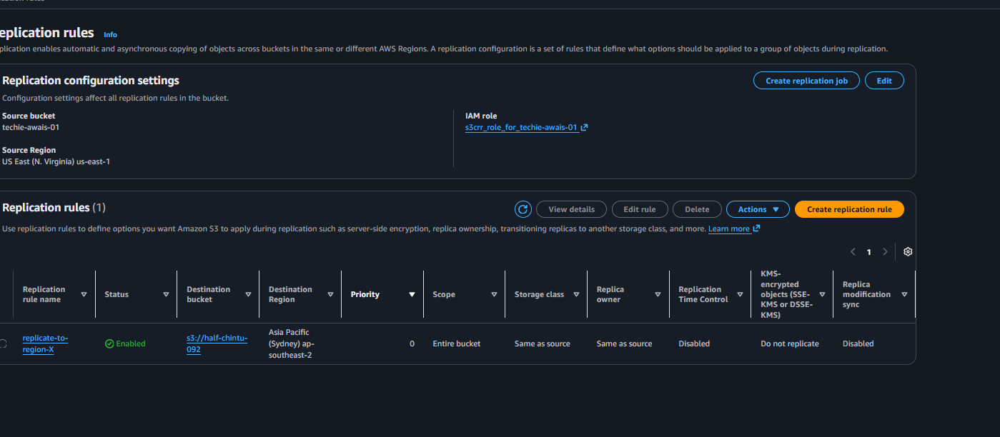 eplication rules Info
plication enables automatic and asynchronous copying of objects across buckets in the same or different AWS Regions. A replication configuration is a set of rules that define what options should be applied to a group of objects during replication.
Replication configuration settings
Create replication job
Edit
Configuration settings affect all replication rules in the bucket.
Source bucket
techie-awais-01
Source Region
US East (N. Virginia) us-east-1
IAM role
s3crr_role_for_techie-awais-01
Replication rules (1)
View details
Edit rule
Delete
Actions
Create replication rule
Use replication rules to define options you want Amazon S3 to apply during replication such as server-side encryption, replica ownership, transitioning replicas to another storage class, and more. Learn more
1
Replication
rule name
Status
Destination
bucket
Destination
Region
Priority
Scope
Storage class
Replica
owner
Replication
Time Control
KMS-
encrypted
objects (SSE-
KMS or DSSE-
KMS)
Replica
modification
sync
replicate-to-
region-X
Enabled
s3://half-chintu-
092
Asia Pacific
(Sydney) ap-
southeast-2
0
Entire bucket
Same as source
Same as source
Disabled
Do not replicate
Disabled